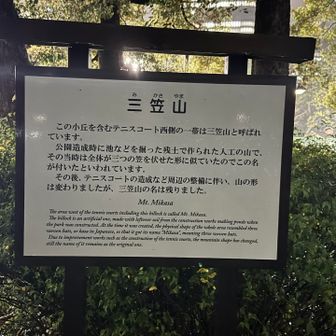 み かさ やま
三笠山
この小丘を含むテニスコート西側の一帯は三笠山と呼ばれ
ています。
公園造成時に池などを掘った残土で作られた人工の山で、
その当時は全体が三つの笠を伏せた形に似ていたのでこの名
が付いたといわれています。
その後、テニスコートの造成など周辺の整備に伴い、山の形
は変わりましたが、三笠山の名は残りました。
Mt. Mikasa
The area west of the tennis courts including this hillock is called Mt. Mikasa.
The hillock is an artificial one, made with leftover soil from the construction works making ponds when
the park was constructed. At the time it was created, the physical shape of the whole area resembled three
woven hats, or kasa in Japanese, so that it got its name "Mikasa", meaning three woven hats.
Due to improvement works such as the construction of the tennis courts, the mountain shape has changed,
still the name of it remains as the original one.